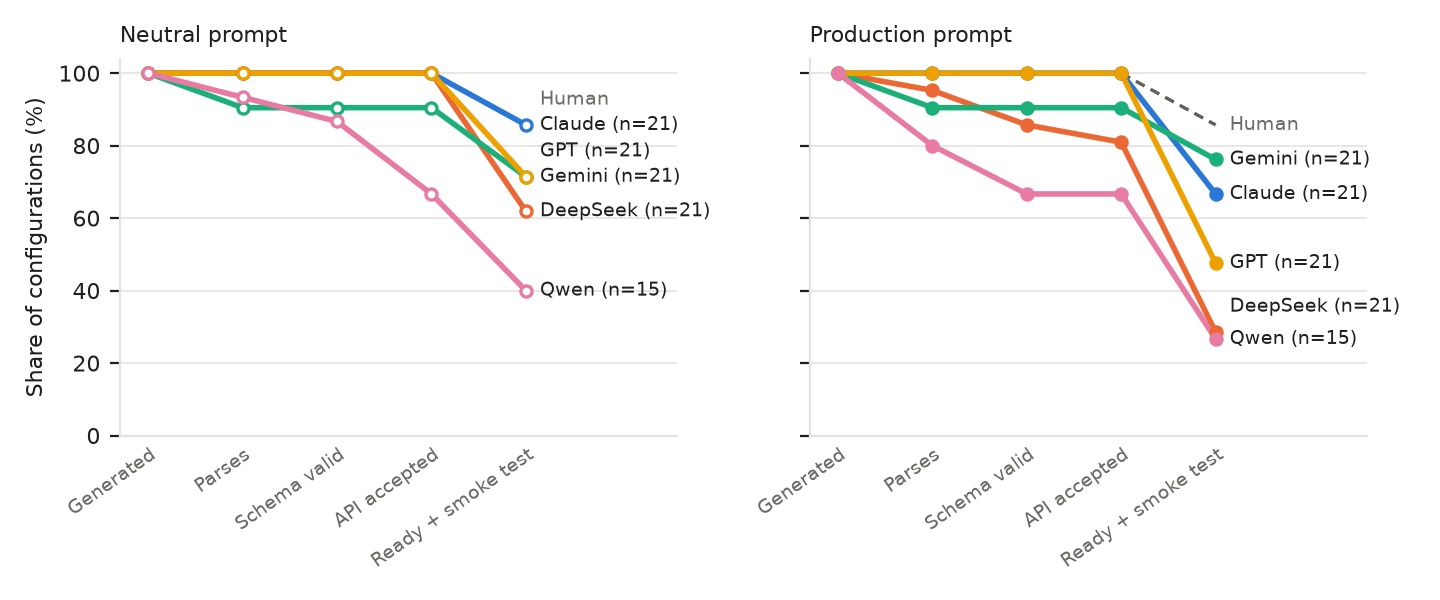 Neutral prompt
Production prompt
Share of configurations (%)
100
80
60
40
20
0
Human
Claude (n=21)
GPT (n=21)
Gemini (n=21)
DeepSeek (n=21)
Qwen (n=15)
Generated
Parses
Schema valid
API accepted
Ready + smoke test
Human
Gemini (n=21)
Claude (n=21)
GPT (n=21)
DeepSeek (n=21)
Qwen (n=15)
Generated
Parses
Schema valid
API accepted
Ready + smoke test